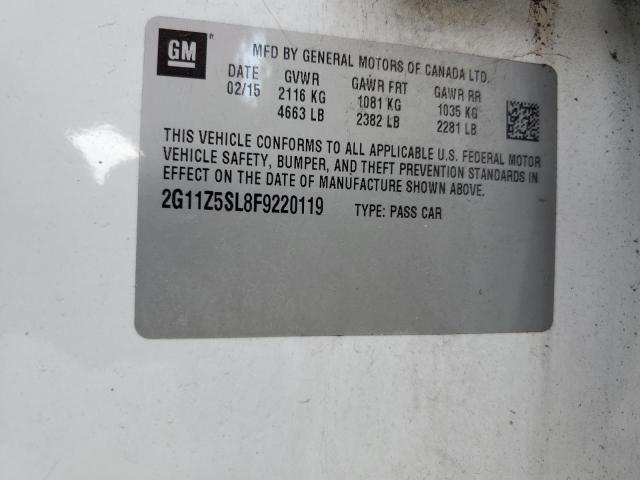 GM
MFD BY GENERAL MOTORS OF CANADA LTD.
DATE GVWR GAWR FRT GAWR RR
02/15 2116 KG 1081 KG 1035 KG
4663 LB 2382 LB 2281 LB
THIS VEHICLE CONFORMS TO ALL APPLICABLE U.S. FEDERAL MOTOR
VEHICLE SAFETY, BUMPER, AND THEFT PREVENTION STANDARDS IN
EFFECT ON THE DATE OF MANUFACTURE SHOWN ABOVE.
2G11Z5SL8F9220119 TYPE: PASS CAR